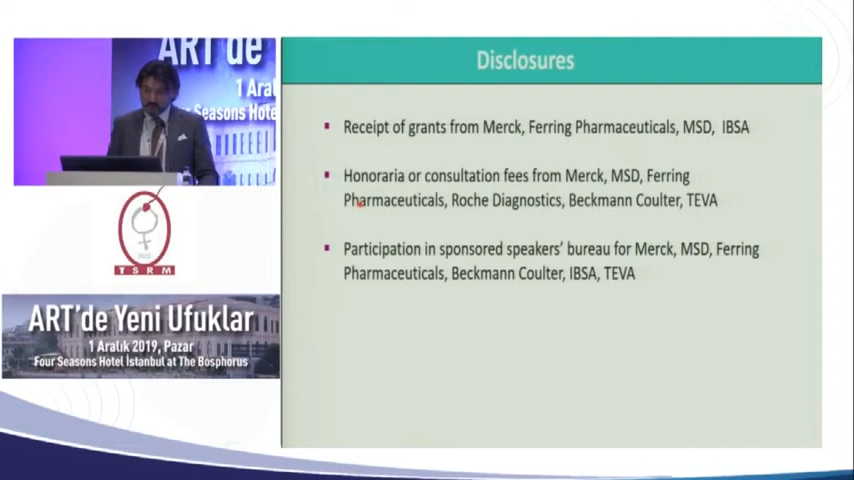 ART'de
1 Aral
Seasons Hotel
TSRM
ART'de Yeni Ufuklar
1 Aralık 2019, Pazar
Four Seasons Hotel İstanbul at The Bosphorus
Disclosures
Receipt of grants from Merck, Ferring Pharmaceuticals, MSD, IBSA
Honoraria or consultation fees from Merck, MSD, Ferring
Pharmaceuticals, Roche Diagnostics, Beckmann Coulter, TEVA
Participation in sponsored speakers' bureau for Merck, MSD, Ferring
Pharmaceuticals, Beckmann Coulter, IBSA, TEVA